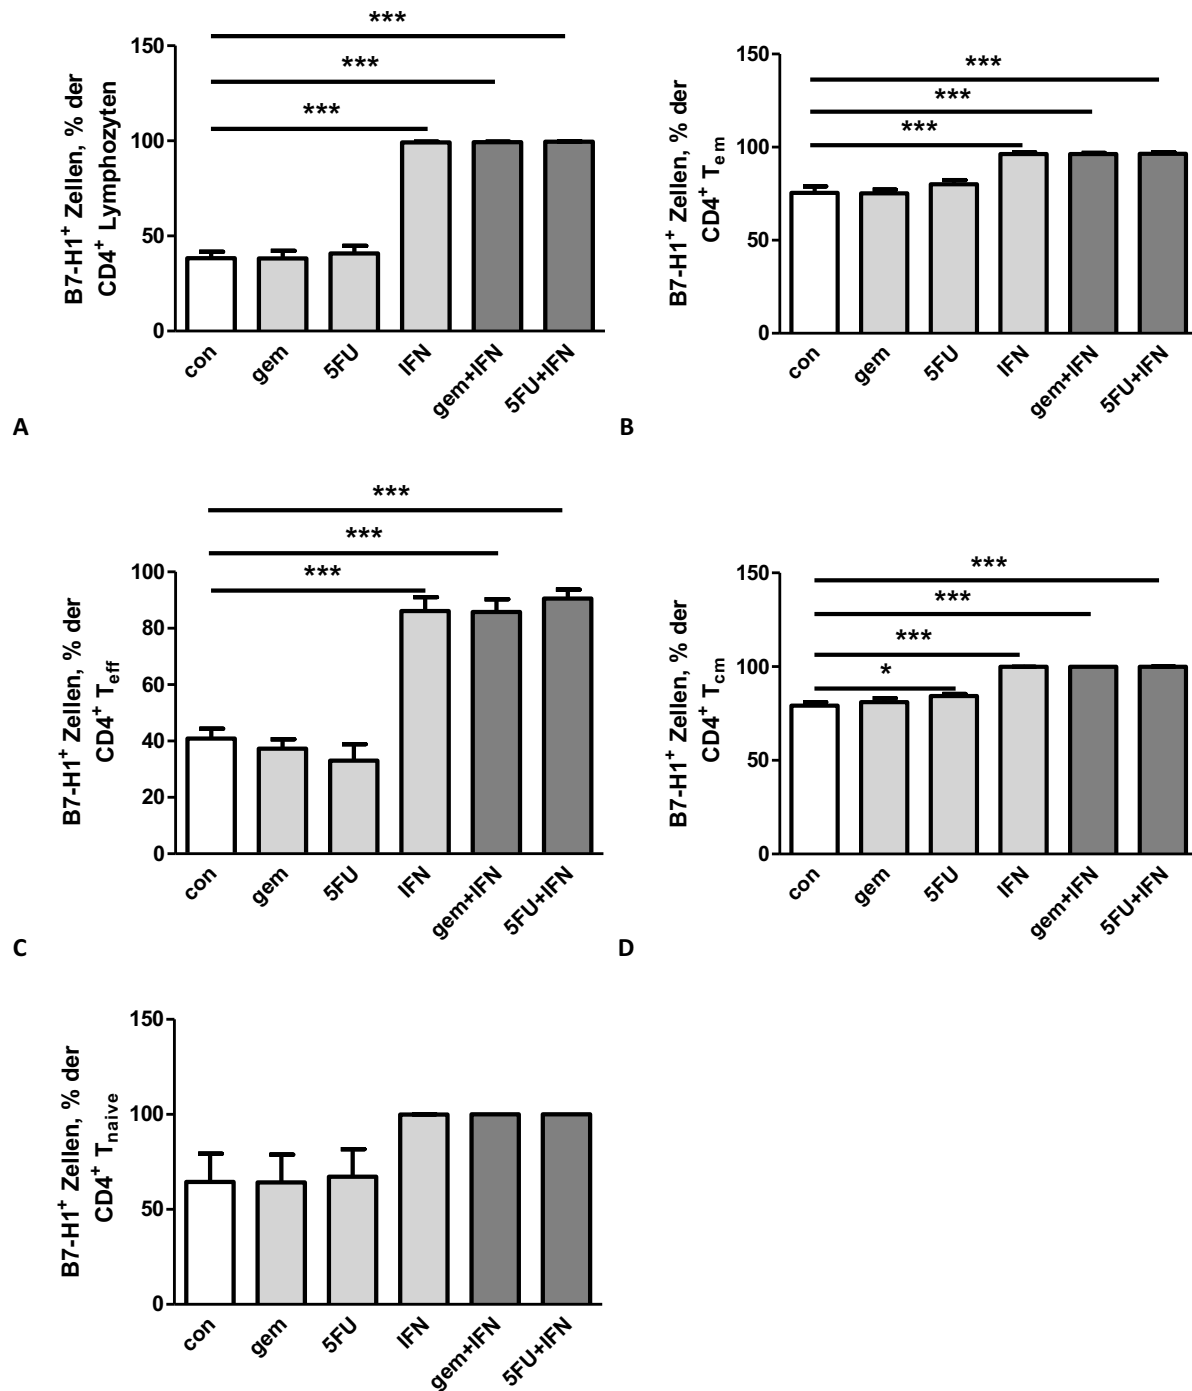 ***
***
***
150
100
50
0
B7-H1+ Zellen, % der
CD4+ Lymphozyten
con
gem
5FU
IFN
gem+IFN
5FU+IFN
A
***
***
***
150
100
50
0
B7-H1+ Zellen, % der
CD4+ Tem
con
gem
5FU
IFN
gem+IFN
5FU+IFN
B
***
***
***
100
80
60
40
20
0
B7-H1+ Zellen, % der
CD4+ Teff
con
gem
5FU
IFN
gem+IFN
5FU+IFN
C
***
***
***
*
150
100
50
0
B7-H1+ Zellen, % der
CD4+ Tcm
con
gem
5FU
IFN
gem+IFN
5FU+IFN
D
150
100
50
0
B7-H1+ Zellen, % der
CD4+ Tnaive
con
gem
5FU
IFN
gem+IFN
5FU+IFN